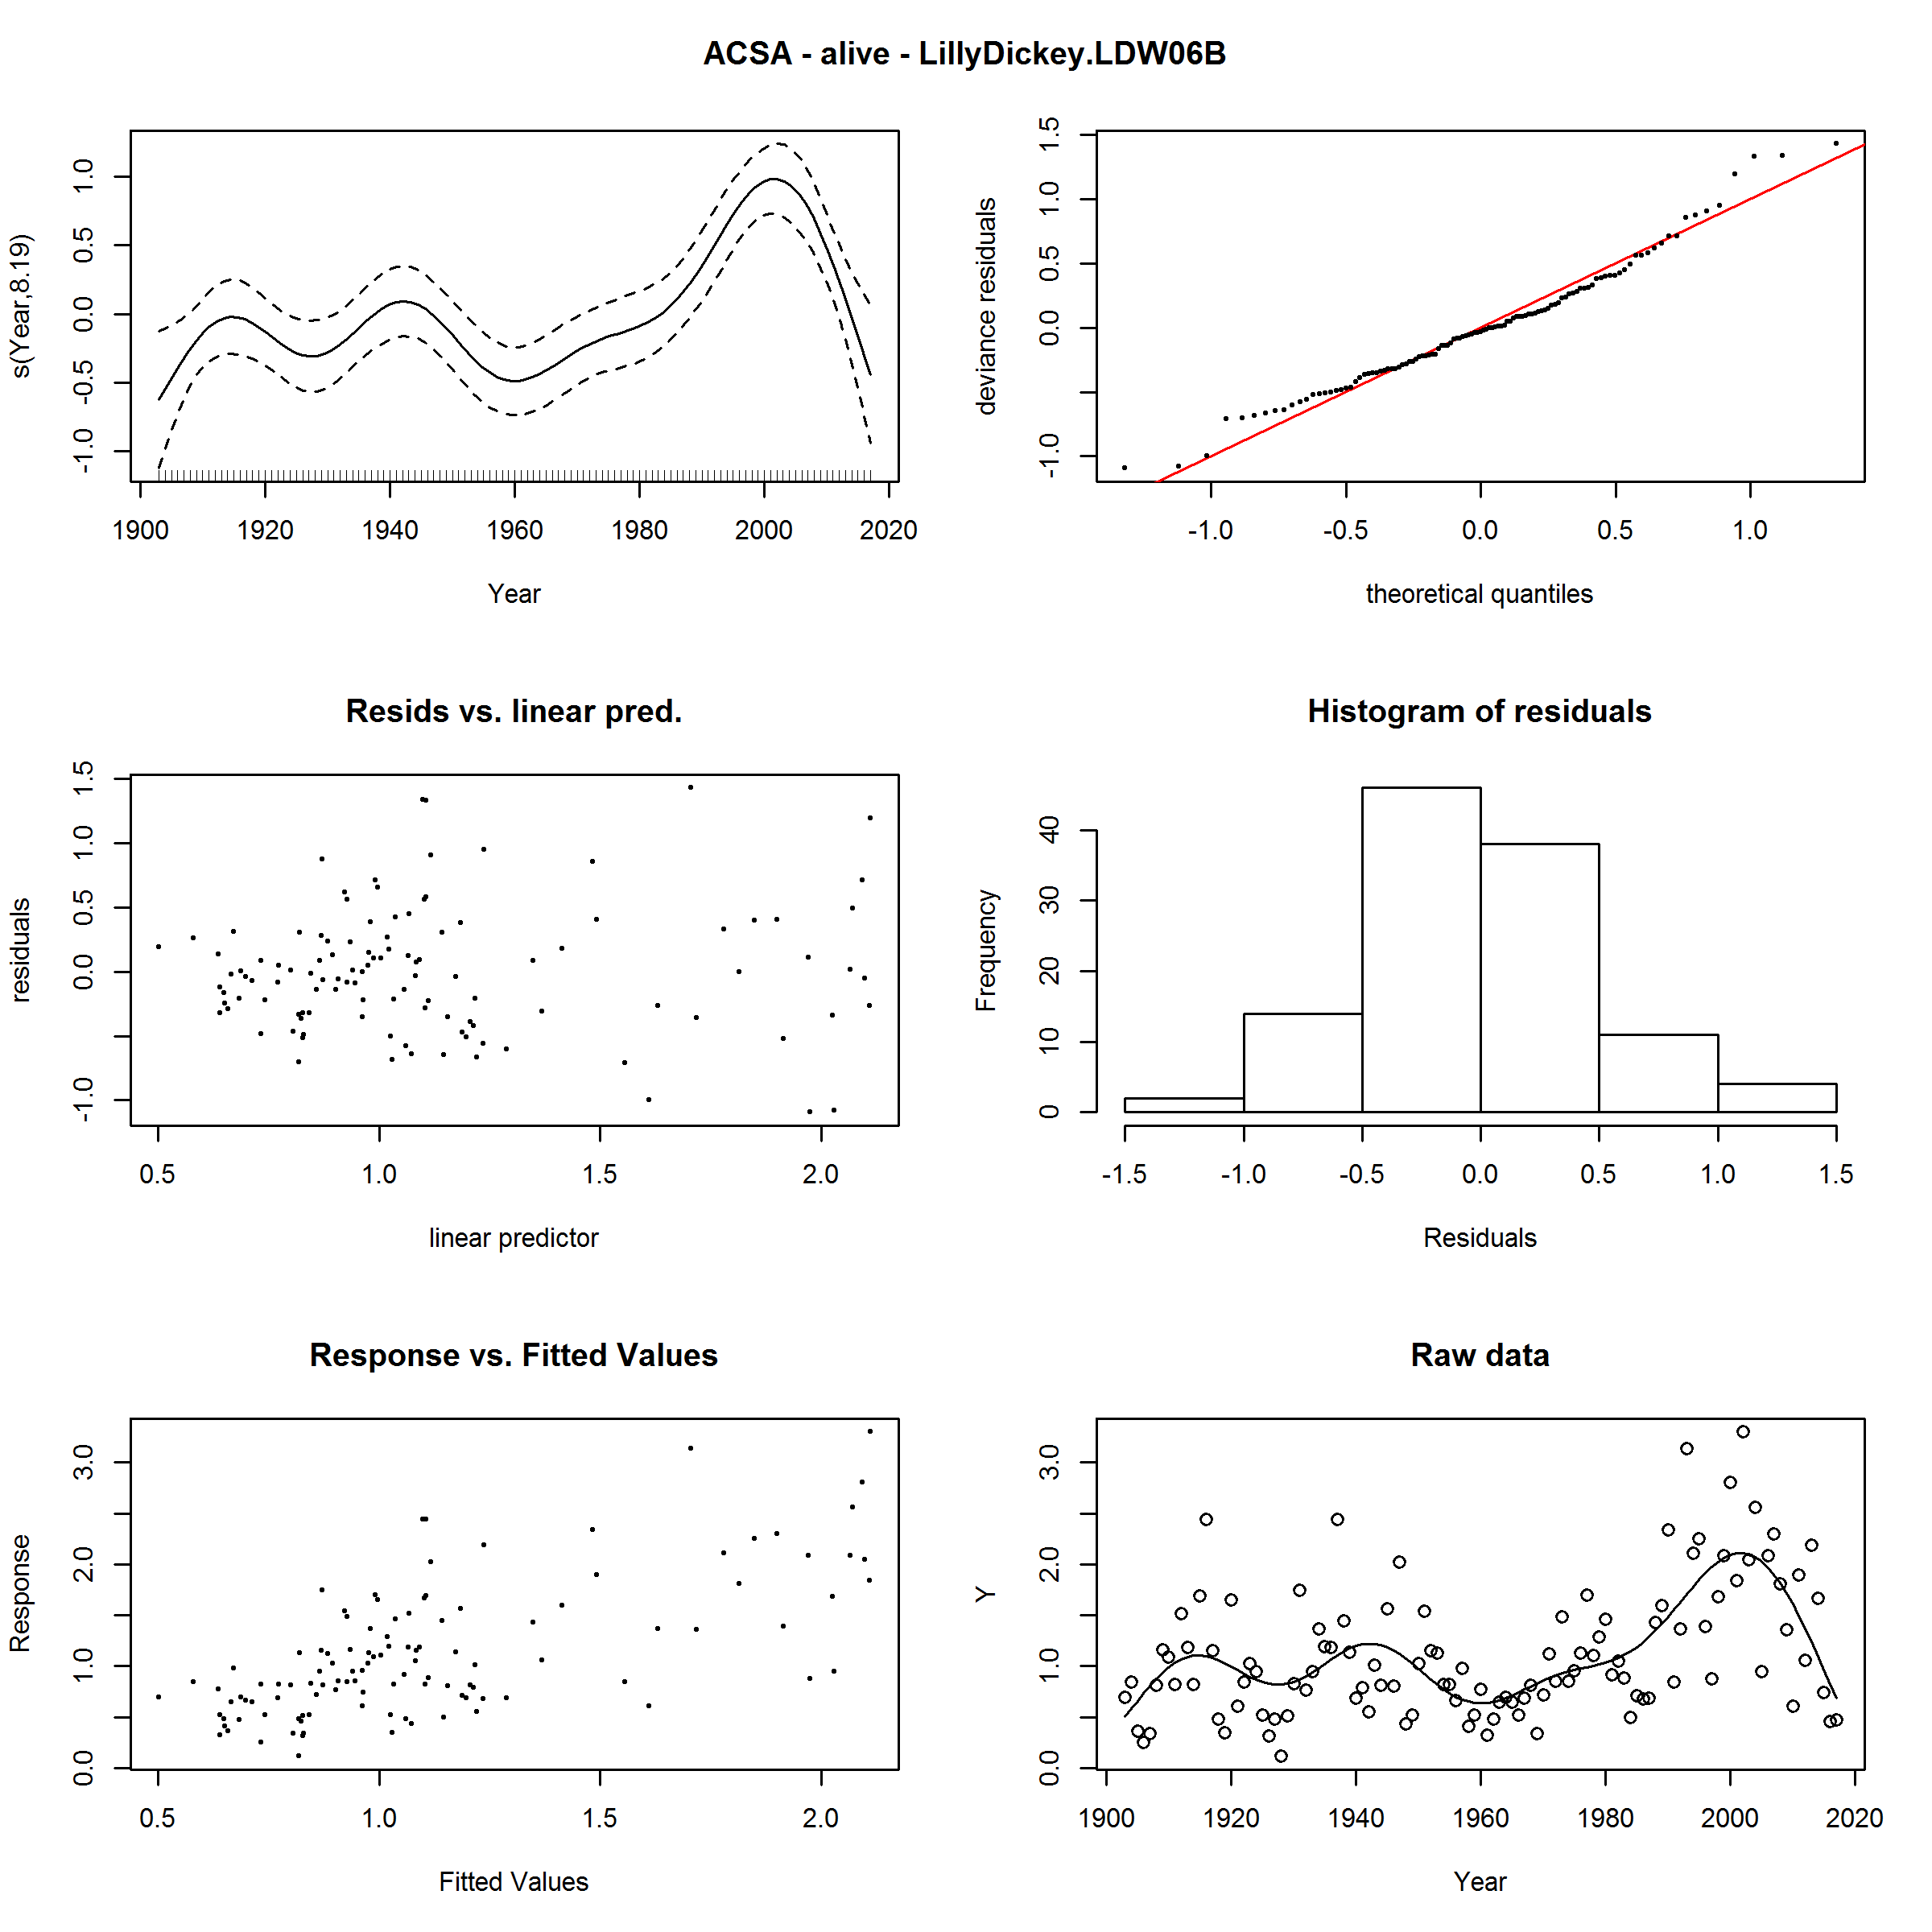 ACSA - alive - LillyDickey.LDW06B
s(Year,8.19)
-1.0 -0.5 0.0 0.5 1.0
1900 1920 1940 1960 1980 2000 2020
Year
deviance residuals
-1.0 0.0 0.5 1.0 1.5
-1.0 -0.5 0.0 0.5 1.0
theoretical quantiles
Resids vs. linear pred.
residuals
-1.0 0.0 0.5 1.0 1.5
0.5 1.0 1.5 2.0
linear predictor
Histogram of residuals
Frequency
0 10 20 30 40
-1.5 -1.0 -0.5 0.0 0.5 1.0 1.5
Residuals
Response vs. Fitted Values
Response
0.0 1.0 2.0 3.0
0.5 1.0 1.5 2.0
Fitted Values
Raw data
Y
0.0 1.0 2.0 3.0
1900 1920 1940 1960 1980 2000 2020
Year